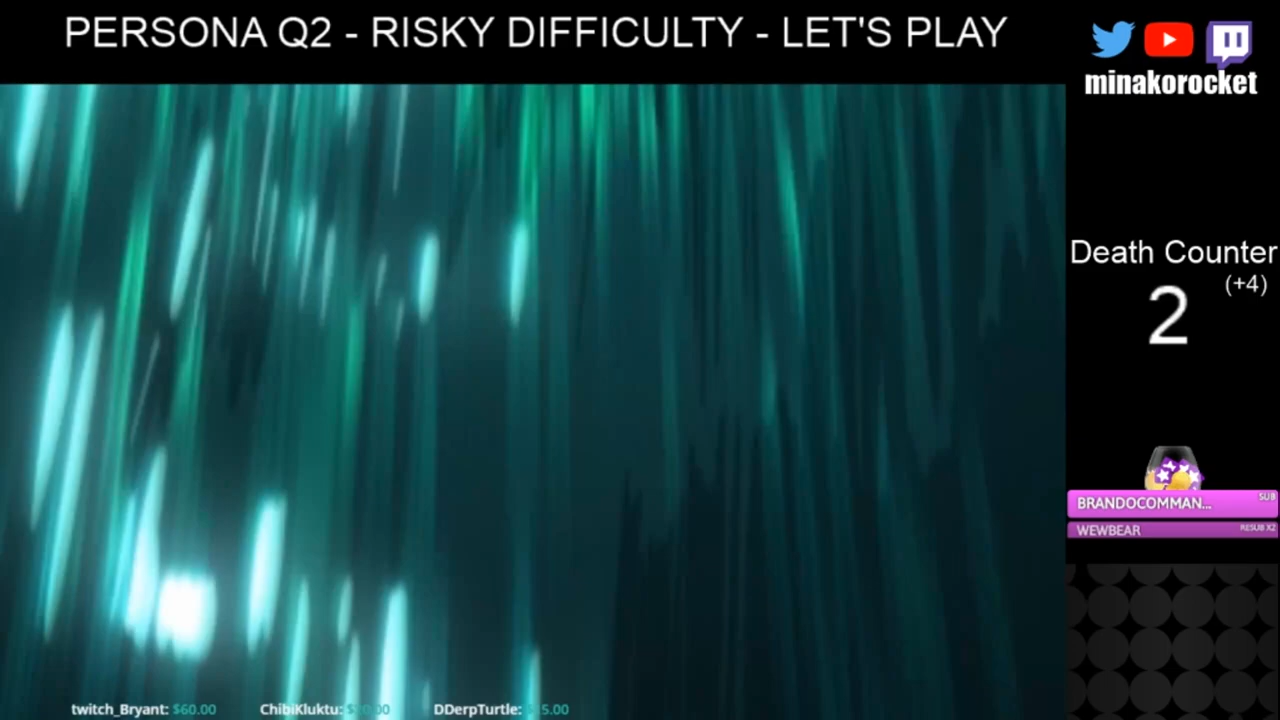 PERSONA Q2 - RISKY DIFFICULTY - LET'S PLAY
minakorocket
Death Counter
(+4)
2
SUB
BRANDOCOMMAN...
WEWBEAR RESUB X2
twitch_Bryant: $60.00 ChibiKluktu: DDerpTurtle: